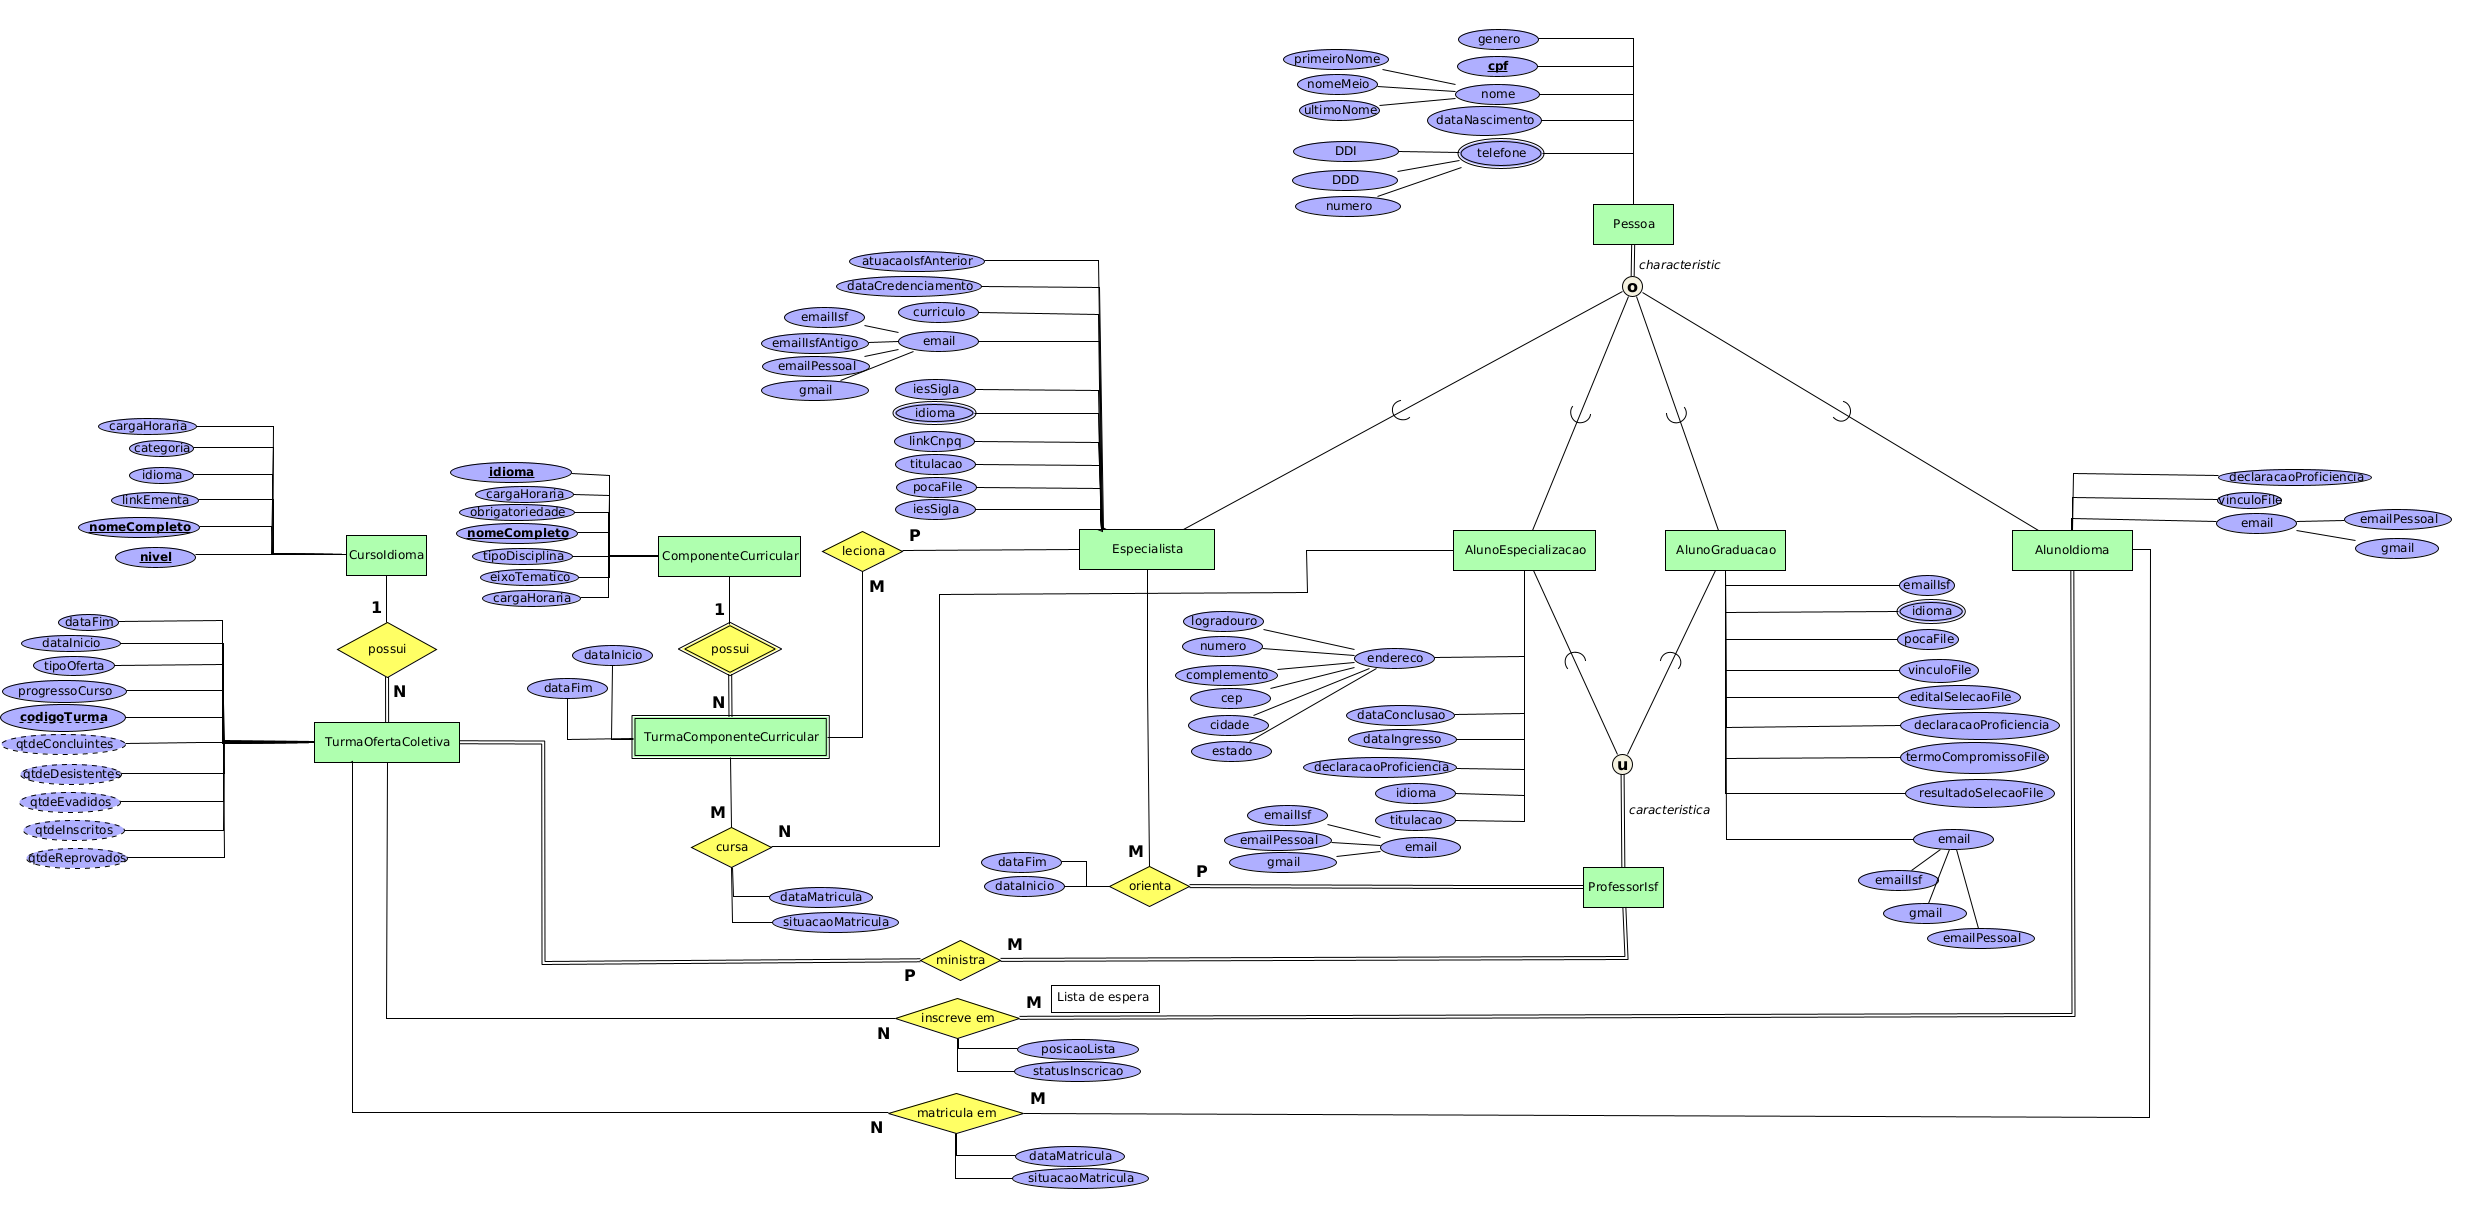 genero
cpf
primeiroNome
nomeMeio
ultimoNome
nome
dataNascimento
telefone
DDI
DDD
numero
Pessoa
characteristic
o
atuacaoIsfAnterior
dataCredenciamento
curriculo
emailIsf
emailIsfAntigo
emailPessoal
gmail
email
iesSigla
idioma
linkCnpq
titulacao
pocaFile
iesSigla
cargaHoraria
categoria
idioma
linkEmenta
nomeCompleto
nivel
CursoIdioma
idioma
cargaHoraria
obrigatoriedade
nomeCompleto
tipoDisciplina
eixoTematico
cargaHoraria
ComponenteCurricular
leciona
P
M
Especialista
AlunoEspecializacao
AlunoGraduacao
AlunoIdioma
declaracaoProficiencia
vinculoFile
email
emailPessoal
gmail
1
possui
N
1
possui
N
dataFim
dataInicio
tipoOferta
progressoCurso
codigoTurma
qtdeConcluintes
qtdeDesistentes
qtdeEvadidos
qtdeInscritos
qtdeReprovados
TurmaOfertaColetiva
dataInicio
dataFim
TurmaComponenteCurricular
M
cursa
N
dataMatricula
situacaoMatricula
logradouro
numero
complemento
cep
cidade
estado
endereco
dataConclusao
dataIngresso
declaracaoProficiencia
idioma
titulacao
emailIsf
emailPessoal
gmail
email
emailIsf
idioma
pocaFile
vinculoFile
editalSelecaoFile
declaracaoProficiencia
termoCompromissoFile
resultadoSelecaoFile
email
emailIsf
gmail
emailPessoal
u
caracteristica
ProfessorIsf
dataFim
dataInicio
M
orienta
P
ministra
M
P
Lista de espera
inscreve em
M
N
posicaoLista
statusInscricao
matricula em
M
N
dataMatricula
situacaoMatricula